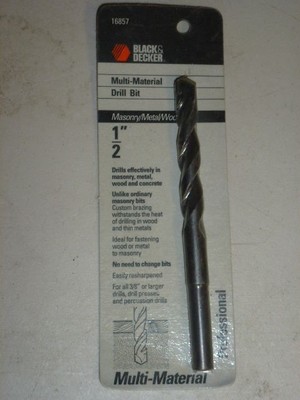 16857
BLACK&
DECKER
Multi-Material
Drill Bit
Masonry/Metal/Wood
1"
2
Drills effectively in
masonry, metal,
wood and concrete
Unlike ordinary
masonry bits
Custom brazing
withstands the heat
of drilling in wood
and thin metals
Ideal for fastening
wood or metal
to masonry
No need to change bits
Easily resharpened
For all 3/8" or larger
drills, drill presses
and percussion drills
Professional
Multi-Material